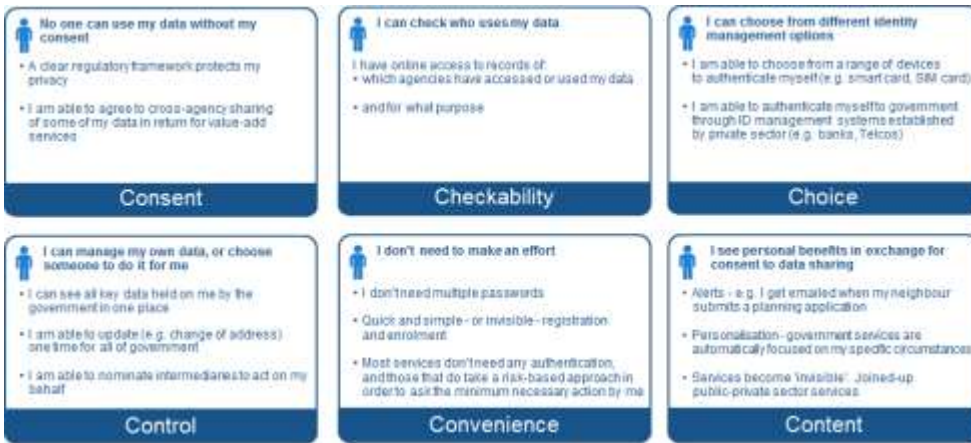 No one can use my data without my
consent
• A clear regulatory framework protects my
privacy
• I am able to agree to cross-agency sharing
of some of my data in return for value-add
services
Consent
I can check who uses my data
I have online access to records of:
• which agencies have accessed or used my data
• and for what purpose
Checkability
I can choose from different identity
management options
• I am able to choose from a range of devices
to authenticate myself (e.g. smart card, SIM card)
• I am able to authenticate myself to government
through ID management systems established
by private sector (e.g. banks, Telcos)
Choice
I can manage my own data, or choose
someone to do it for me
• I can see all key data held on me by the
government in one place
• I am able to update (e.g. change of address)
one time for all of government
• I am able to nominate intermediaries to act on my
behalf
Control
I don't need to make an effort
• I don't need multiple passwords
• Quick and simple - or invisible - registration
and enrolment
• Most services don't need any authentication,
and those that do take a risk-based approach in
order to ask the minimum necessary action by me
Convenience
I see personal benefits in exchange for
consent to data sharing
• Alerts - e.g. I get emailed when my neighbour
submits a planning application
• Personalisation - government services are
automatically focused on my specific circumstances
• Services become 'invisible'. Joined-up
public-private sector services
Content